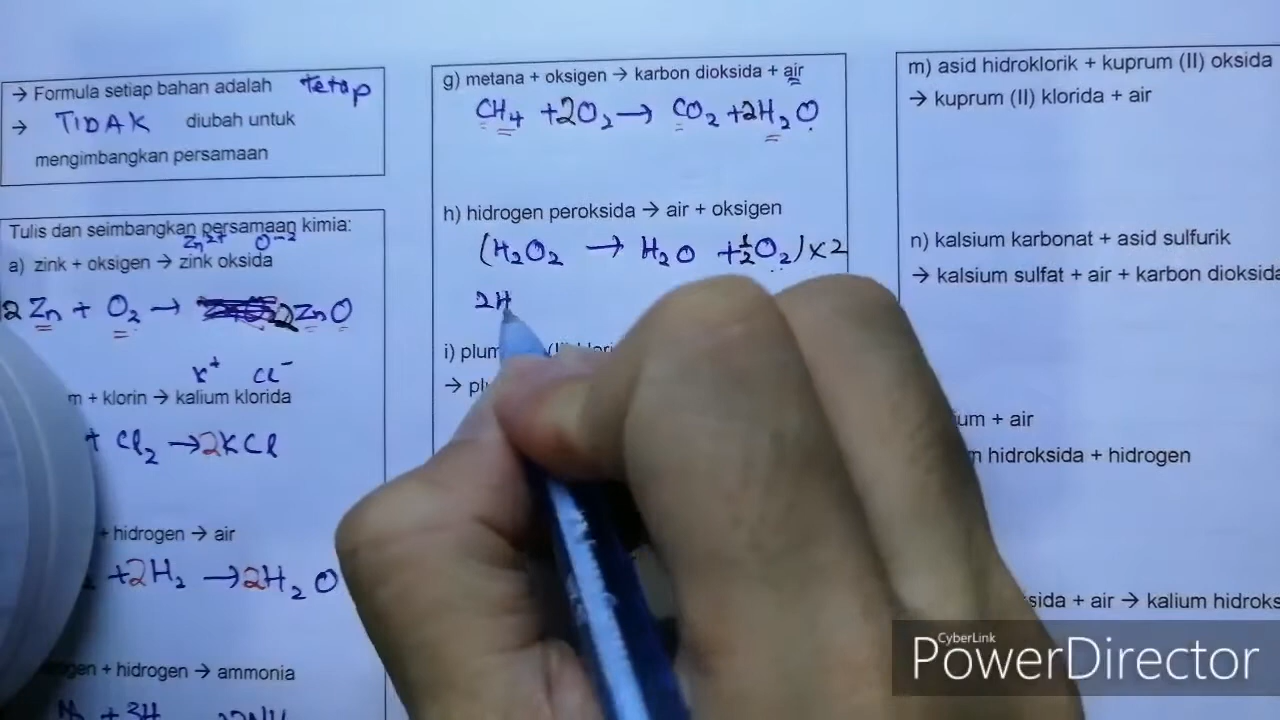 → Formula setiap bahan adalah Tetap
→ TIDAK diubah untuk
mengimbangkan persamaan
Tulis dan seimbangkan persamaan kimia:
Zn²⁺ O⁻²
a) zink + oksigen → zink oksida
2Zn + O₂ → 2ZnO
K⁺ Cl⁻
m + klorin → kalium klorida
+ Cl₂ → 2KCl
+ hidrogen → air
+2H₂ → 2H₂O
ogen + hidrogen → ammonia
g) metana + oksigen → karbon dioksida + air
CH₄ + 2O₂ → CO₂ + 2H₂O
h) hidrogen peroksida → air + oksigen
(H₂O₂ → H₂O + ½O₂) × 2
2H
i) plum
→ pl
m) asid hidroklorik + kuprum (II) oksida
→ kuprum (II) klorida + air
n) kalsium karbonat + asid sulfurik
→ kalsium sulfat + air + karbon dioksida
ium + air
hidroksida + hidrogen
sida + air → kalium hidroks
CyberLink
PowerDirector